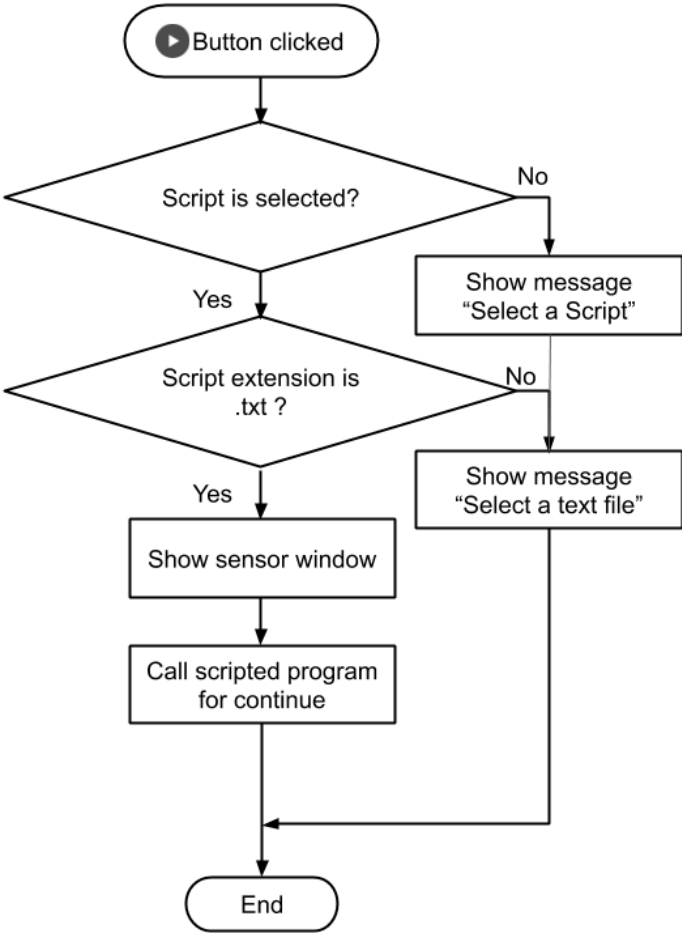 Button clicked
Script is selected?
No
Show message
“Select a Script”
Yes
Script extension is
.txt ?
No
Show message
“Select a text file”
Yes
Show sensor window
Call scripted program
for continue
End